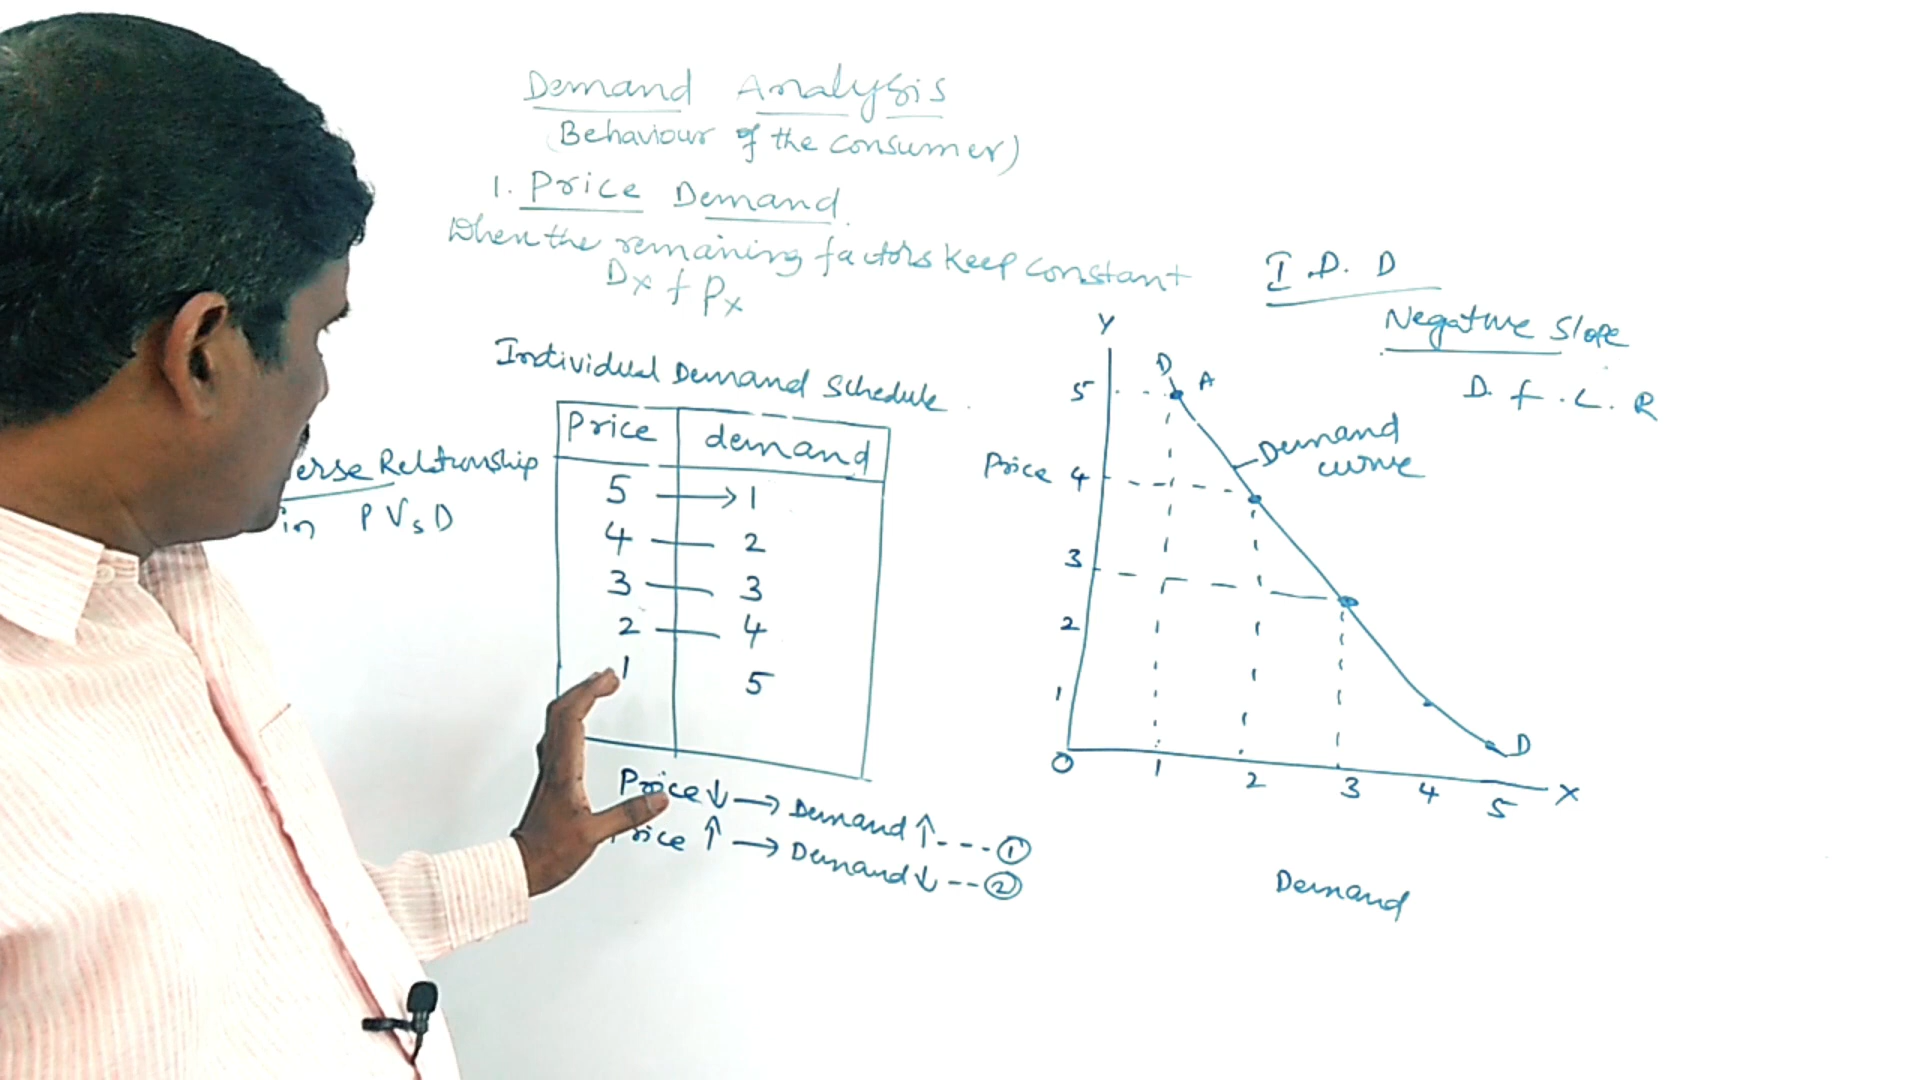 Demand Analysis
(Behaviour of the consumer)
1. Price Demand.
When the remaining factors keep constant
Dx f Px
Individual Demand Schedule.
Price demand
5 → 1
4 — 2
3 — 3
2 — 4
1 5
Price ↓ → Demand ↑ --- ①
rice ↑ → Demand ↓ -- ②
erse Relationship
in P Vs D
I.D.D
Negative Slope
D. f. L. R
Y
D A
5
Demand curve
Price 4
3
2
1
D
0 1 2 3 4 5 X
Demand